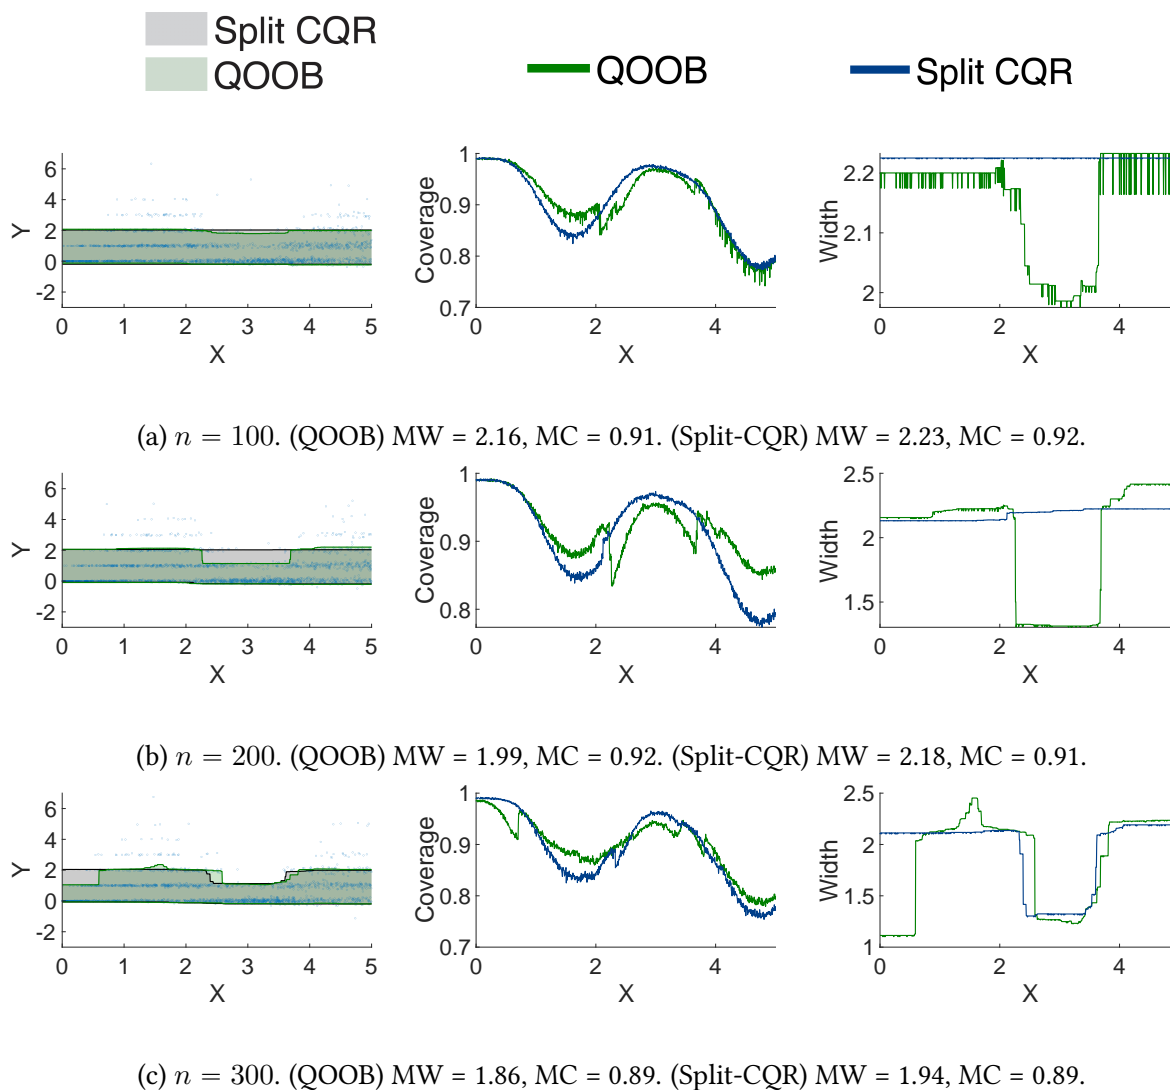 Split CQR
QOOB
QOOB
Split CQR
6
4
2
0
-2
Y
0 1 2 3 4 5
X
1
0.9
0.8
0.7
Coverage
0 2 4
X
2.2
2.1
2
Width
0 2 4
X
(a) n = 100. (QOOB) MW = 2.16, MC = 0.91. (Split-CQR) MW = 2.23, MC = 0.92.
6
4
2
0
-2
Y
0 1 2 3 4 5
X
1
0.9
0.8
Coverage
0 2 4
X
2.5
2
1.5
Width
0 2 4
X
(b) n = 200. (QOOB) MW = 1.99, MC = 0.92. (Split-CQR) MW = 2.18, MC = 0.91.
6
4
2
0
-2
Y
0 1 2 3 4 5
X
1
0.9
0.8
0.7
Coverage
0 2 4
X
2.5
2
1.5
1
Width
0 2 4
X
(c) n = 300. (QOOB) MW = 1.86, MC = 0.89. (Split-CQR) MW = 1.94, MC = 0.89.